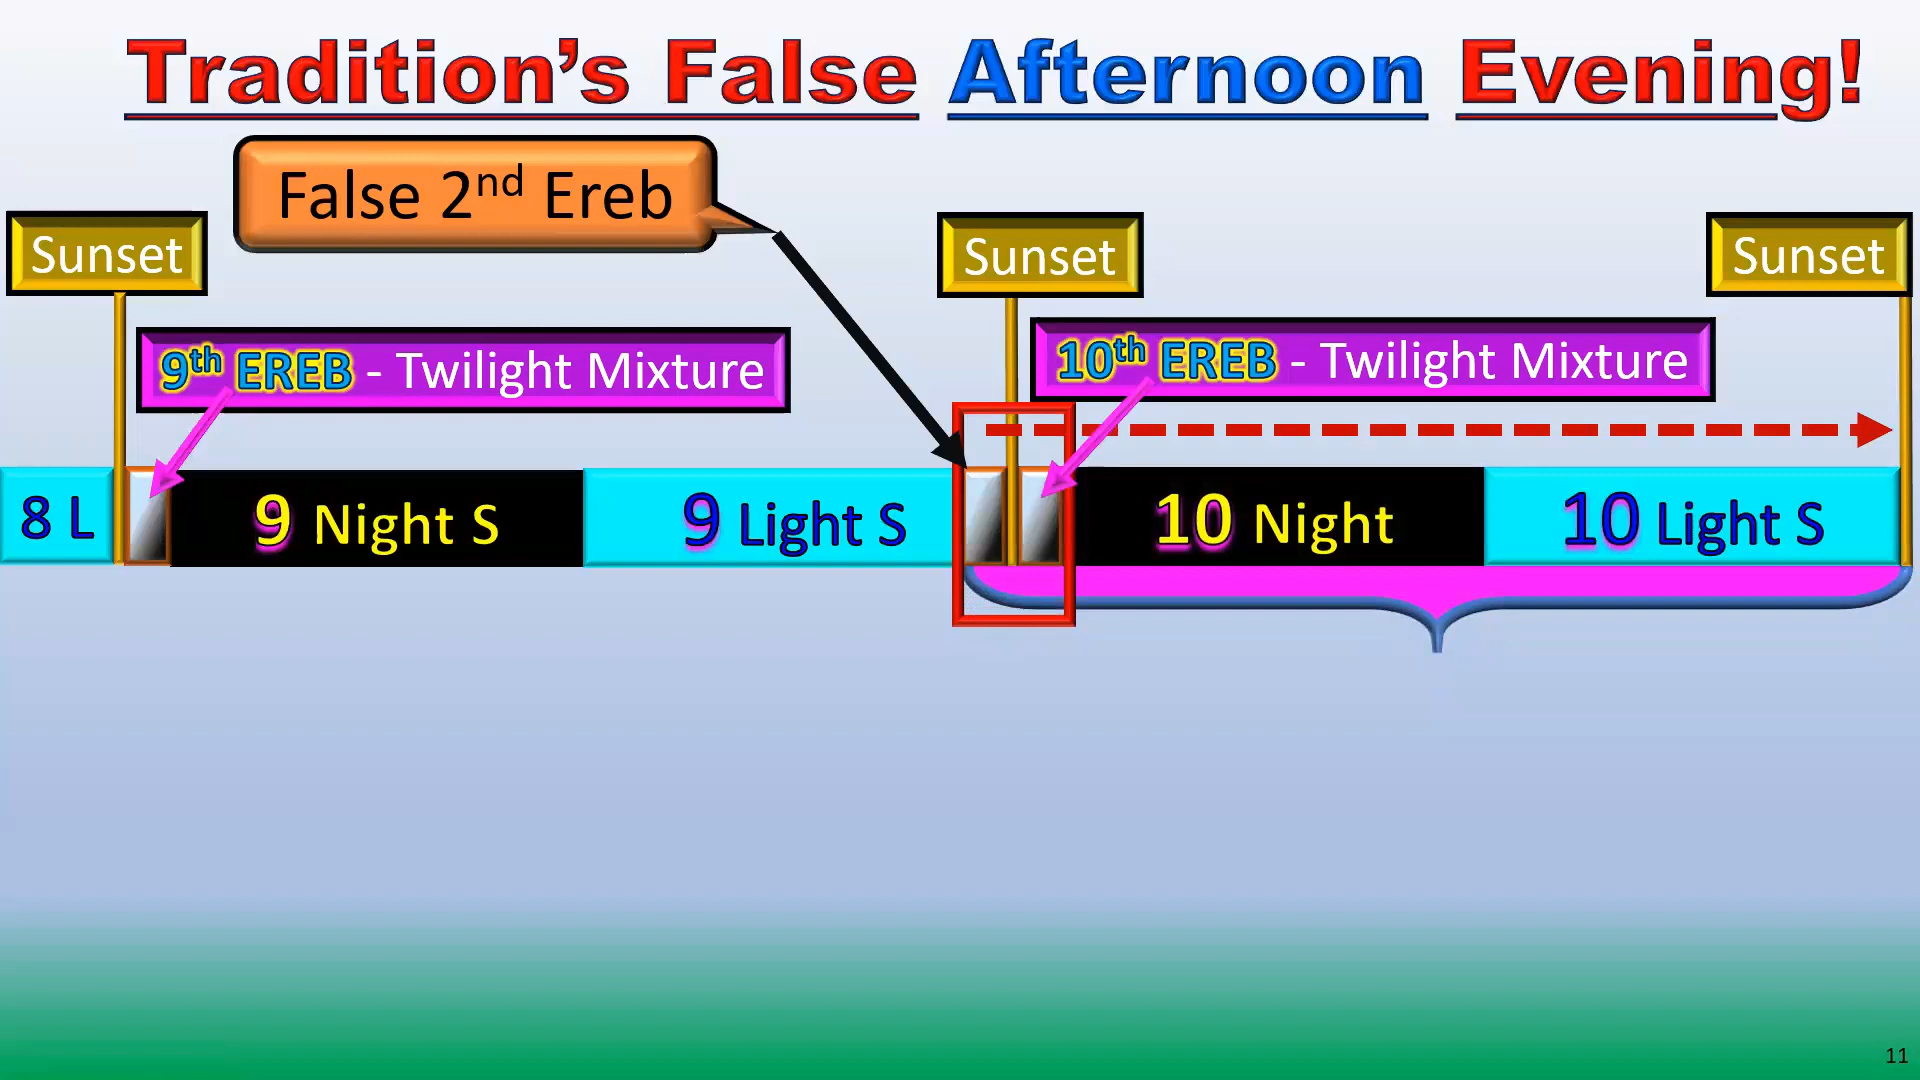 Tradition’s False Afternoon Evening!
False 2nd Ereb
Sunset
Sunset
Sunset
9th EREB - Twilight Mixture
10th EREB - Twilight Mixture
8 L
9 Night S
9 Light S
10 Night
10 Light S
11